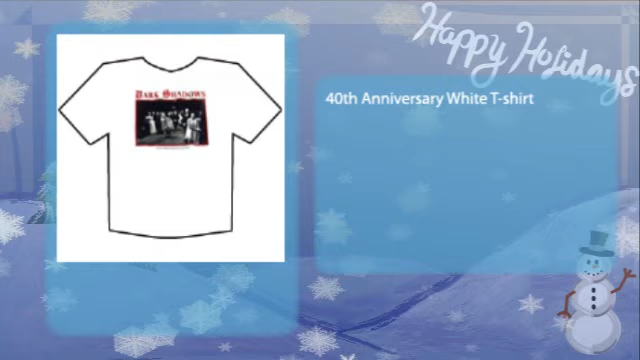 Happy Holidays
40th Anniversary White T-shirt
DARK SHADOWS